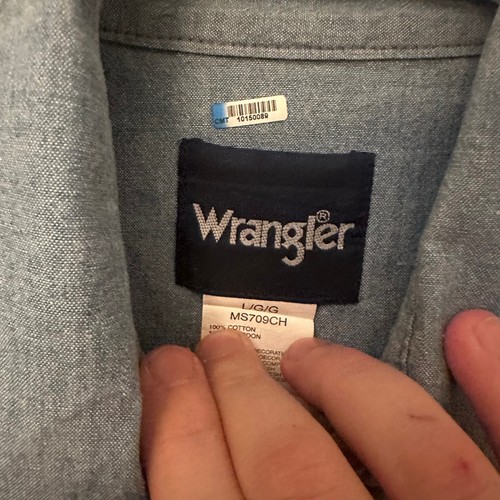 CMT 10150089
Wrangler®
L/G/G
MS709CH
100% COTTON